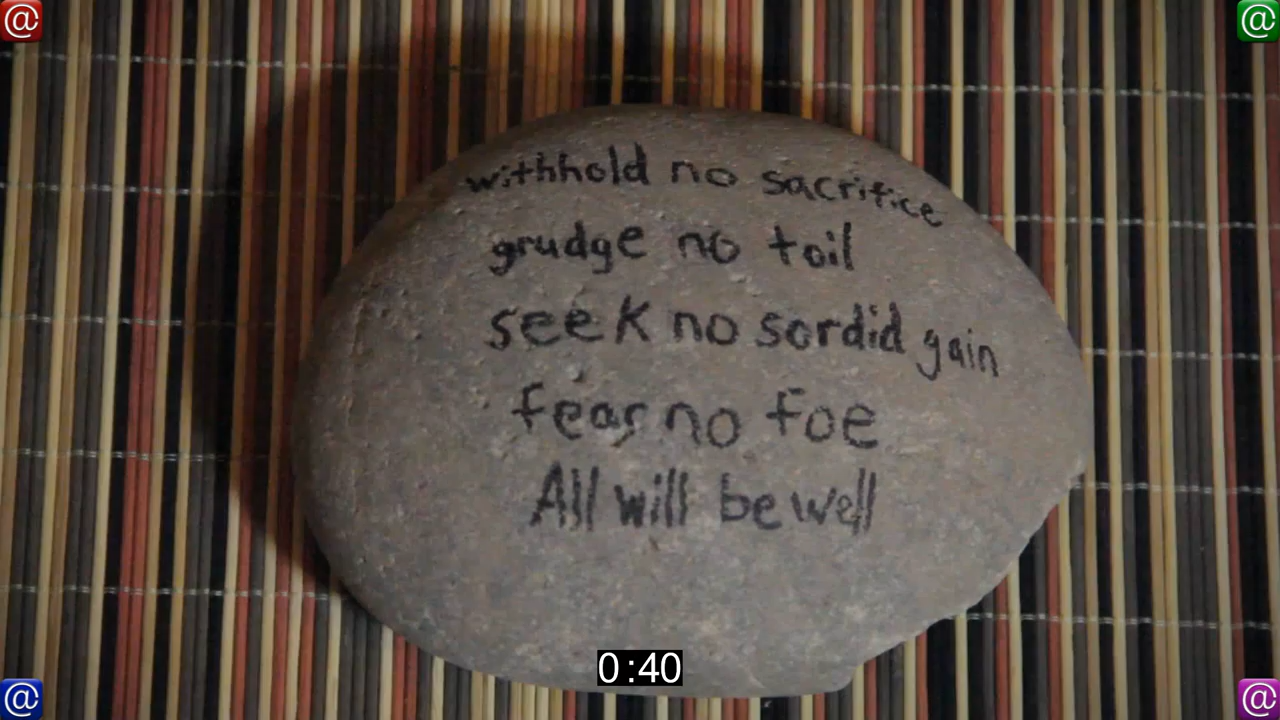 @ @
withhold no sacrifice
grudge no toil
seek no sordid gain
fear no foe
All will be well
0:40
@ @